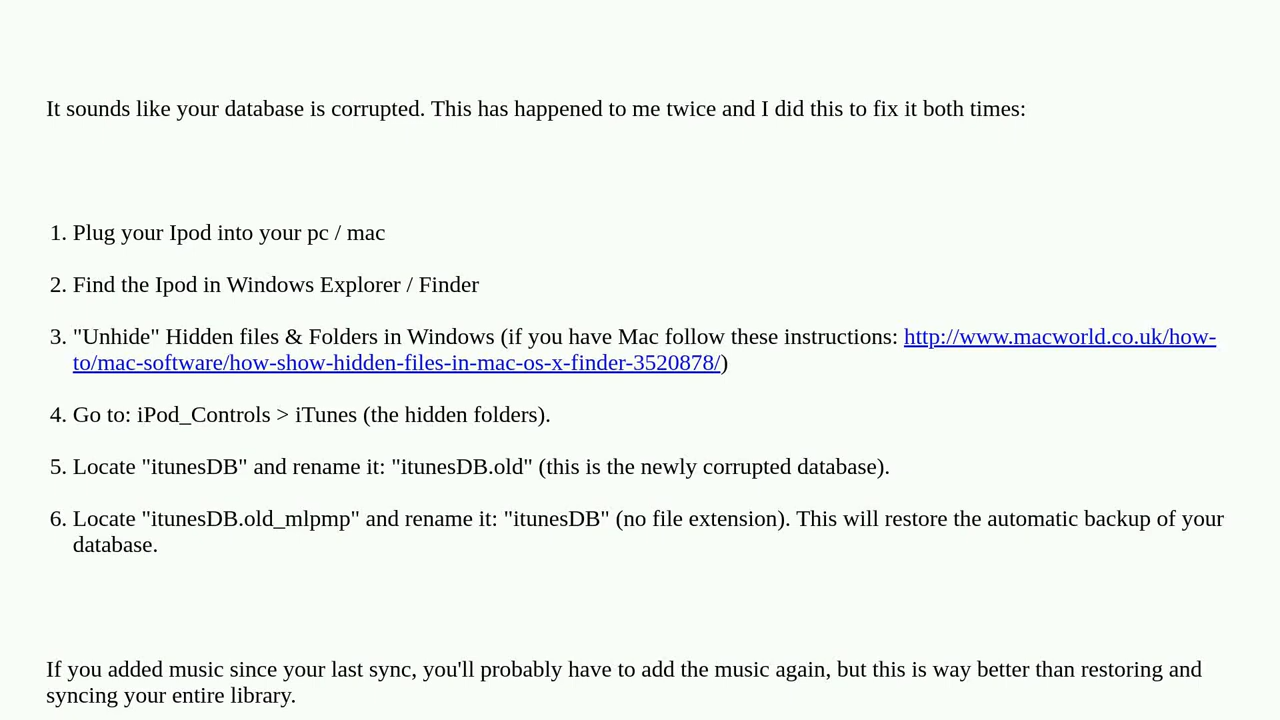 It sounds like your database is corrupted. This has happened to me twice and I did this to fix it both times:
1. Plug your Ipod into your pc / mac
2. Find the Ipod in Windows Explorer / Finder
3. "Unhide" Hidden files & Folders in Windows (if you have Mac follow these instructions: http://www.macworld.co.uk/how-
to/mac-software/how-show-hidden-files-in-mac-os-x-finder-3520878/)
4. Go to: iPod_Controls > iTunes (the hidden folders).
5. Locate "itunesDB" and rename it: "itunesDB.old" (this is the newly corrupted database).
6. Locate "itunesDB.old_mlpmp" and rename it: "itunesDB" (no file extension). This will restore the automatic backup of your
database.
If you added music since your last sync, you'll probably have to add the music again, but this is way better than restoring and
syncing your entire library.